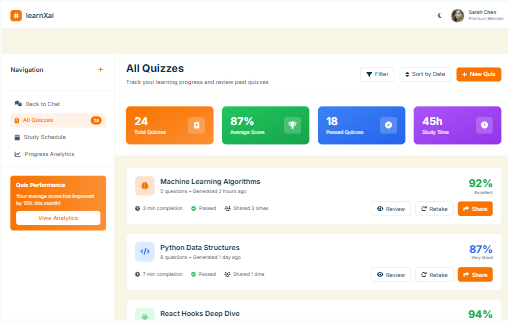 learnXai
Sarah Chen
Premium Member
Navigation
+
Back to Chat
All Quizzes
24
Study Schedule
Progress Analytics
Quiz Performance
Your average score has improved
by 15% this month!
View Analytics
All Quizzes
Track your learning progress and review past quizzes
Filter
Sort by Date
+ New Quiz
24
Total Quizzes
87%
Average Score
18
Passed Quizzes
45h
Study Time
Machine Learning Algorithms
5 questions • Generated 2 hours ago
92%
Excellent
3 min completion
Passed
Shared 3 times
Review
Retake
Share
Python Data Structures
8 questions • Generated 1 day ago
87%
Very Good
7 min completion
Passed
Shared 1 time
Review
Retake
Share
React Hooks Deep Dive
94%